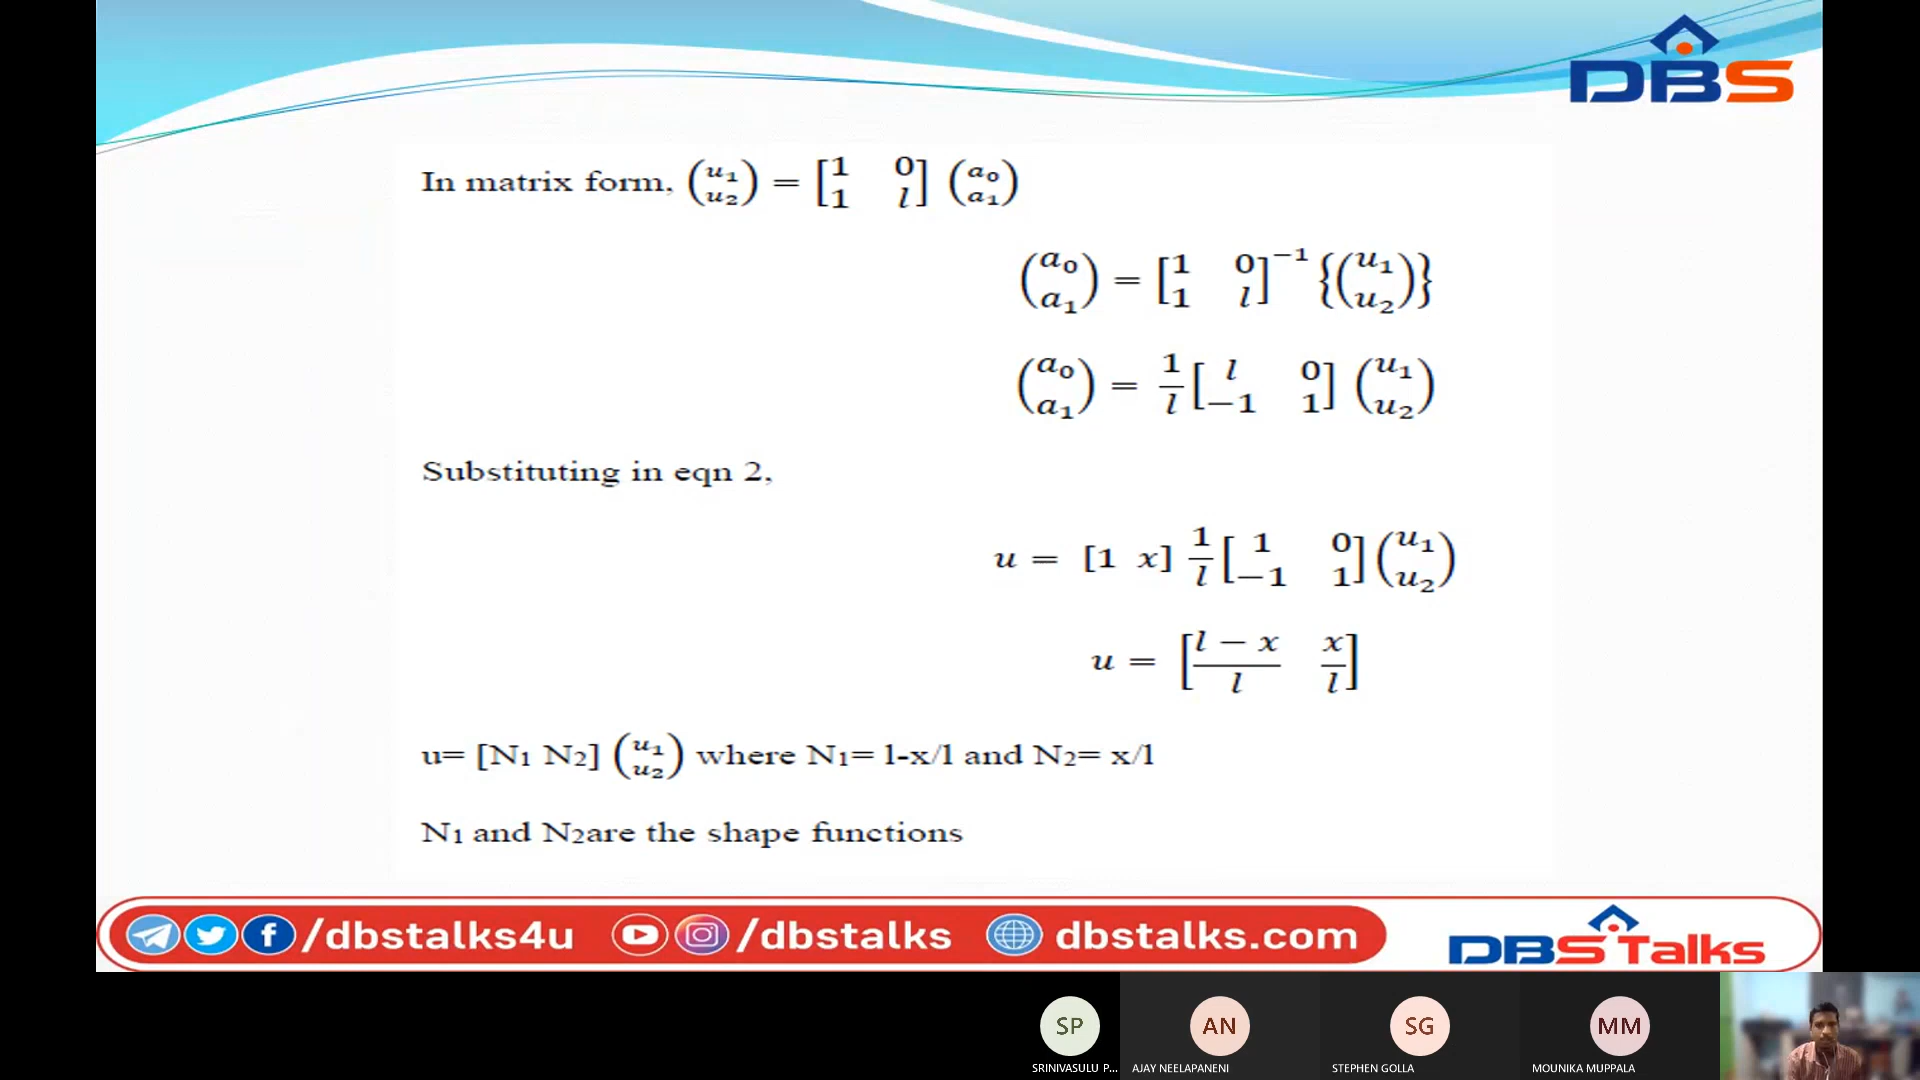 DBS
In matrix form, (u₁ u₂) = [1 0 1 l] (a₀ a₁)
(a₀ a₁) = [1 0 1 l]⁻¹ {(u₁ u₂)}
(a₀ a₁) = 1/l [l 0 −1 1] (u₁ u₂)
Substituting in eqn 2,
u = [1 x] 1/l [1 0 −1 1] (u₁ u₂)
u = [l − x/l x/l]
u= [N₁ N₂] (u₁ u₂) where N₁= l-x/l and N₂= x/l
N₁ and N₂are the shape functions
/dbstalks4u /dbstalks dbstalks.com DBS Talks
SP AN SG MM
SRINIVASULU P... AJAY NEELAPANENI STEPHEN GOLLA MOUNIKA MUPPALA